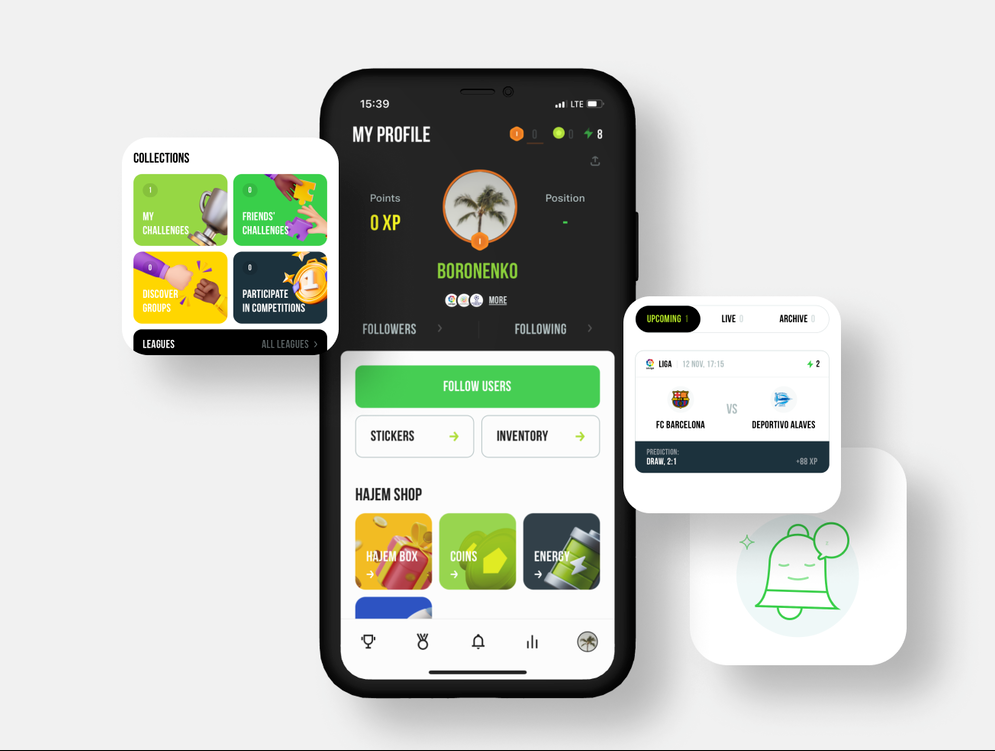 COLLECTIONS
1
MY
CHALLENGES
0
FRIENDS'
CHALLENGES
0
DISCOVER
GROUPS
0
PARTICIPATE
IN COMPETITIONS
LEAGUES
ALL LEAGUES >
15:39
LTE
MY PROFILE
1
0
0
8
Points
0 XP
Position
-
1
BORONENKO
MORE
FOLLOWERS >
FOLLOWING >
FOLLOW USERS
STICKERS →
INVENTORY →
HAJEM SHOP
HAJEM BOX
→
COINS
→
ENERGY
→
UPCOMING 1
LIVE 0
ARCHIVE 0
LIGA | 12 NOV, 17:15
2
FC BARCELONA
VS
DEPORTIVO ALAVES
PREDICTION:
DRAW, 2:1
+88 XP